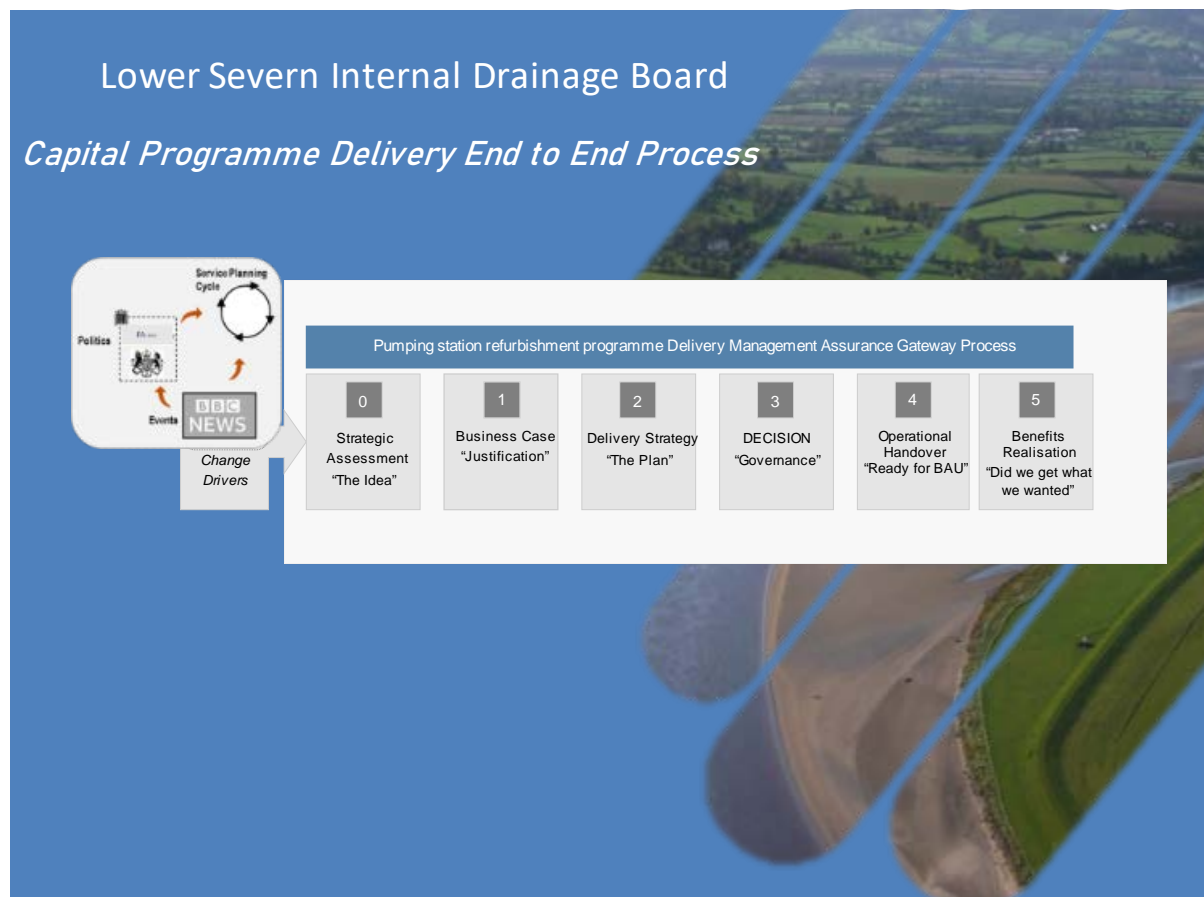 Lower Severn Internal Drainage Board
Capital Programme Delivery End to End Process
Service Planning
Cycle
Politics
Events
BBC
NEWS
Change
Drivers
Pumping station refurbishment programme Delivery Management Assurance Gateway Process
0
Strategic
Assessment
“The Idea”
1
Business Case
“Justification”
2
Delivery Strategy
“The Plan”
3
DECISION
“Governance”
4
Operational
Handover
“Ready for BAU”
5
Benefits
Realisation
“Did we get what
we wanted”